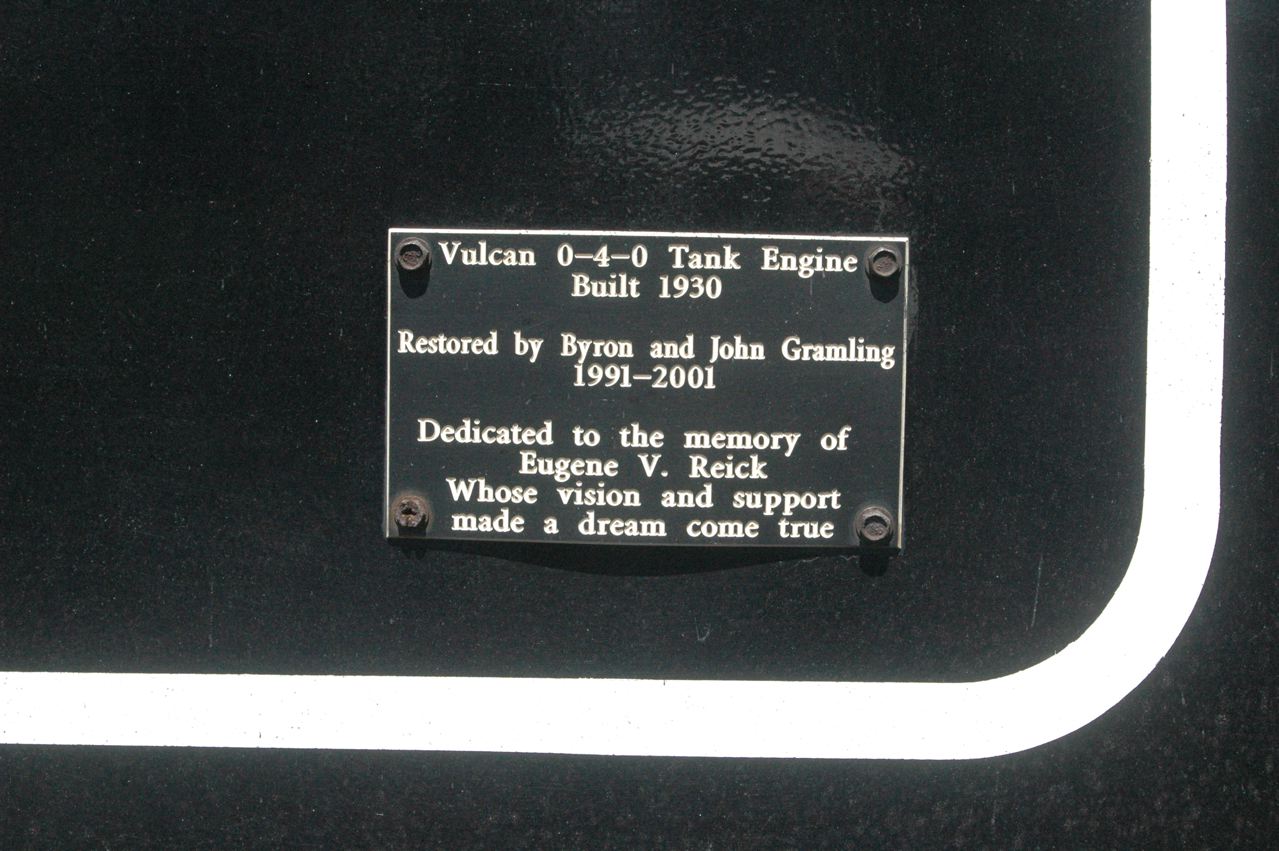 Vulcan 0–4–0 Tank Engine
Built 1930
Restored by Byron and John Gramling
1991–2001
Dedicated to the memory of
Eugene V. Reick
Whose vision and support
made a dream come true